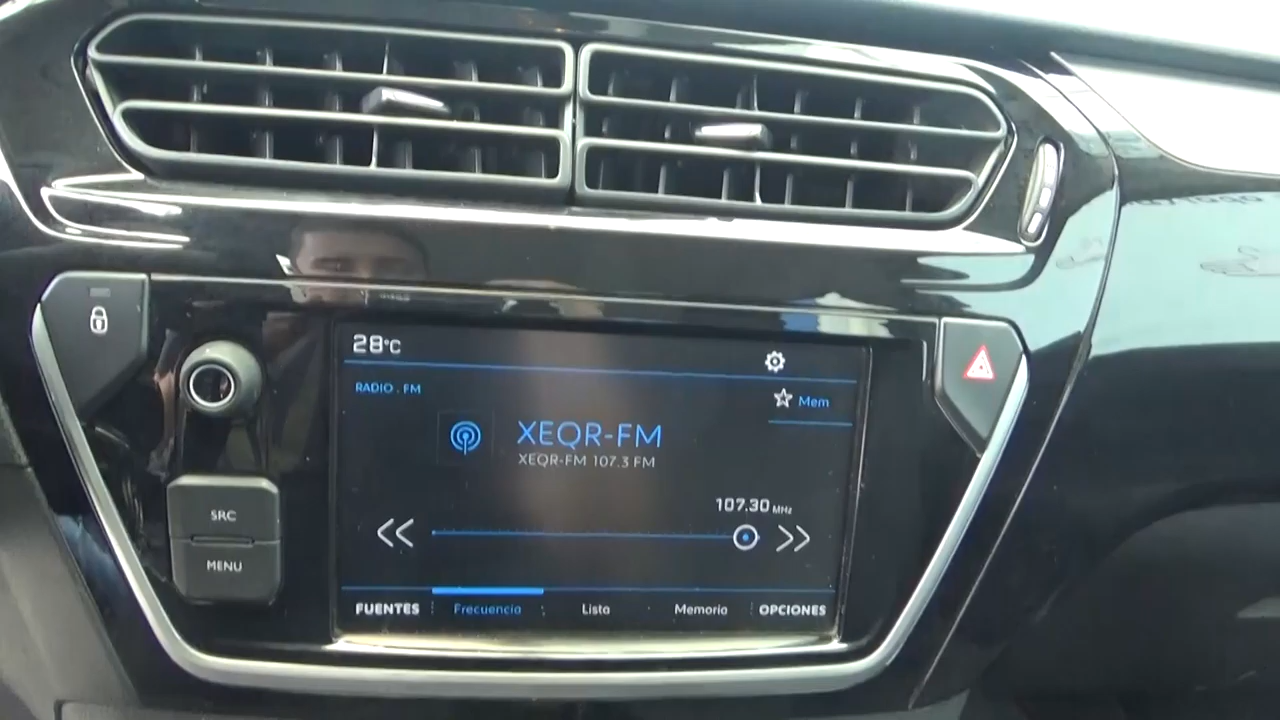 28°C
RADIO . FM
Mem
XEQR-FM
XEQR-FM 107.3 FM
107.30 MHz
SRC
MENU
FUENTES Frecuencia Lista Memoria OPCIONES